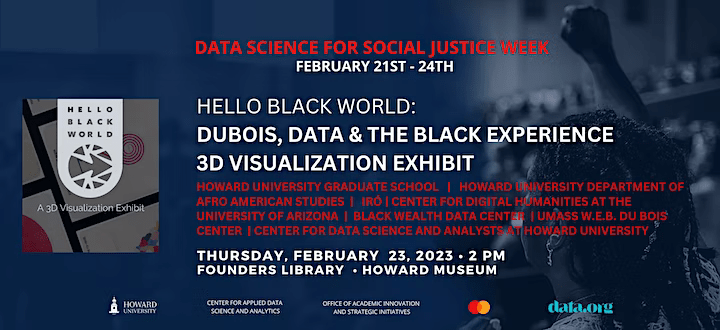 DATA SCIENCE FOR SOCIAL JUSTICE WEEK
FEBRUARY 21ST - 24TH
HELLO BLACK WORLD:
DUBOIS, DATA & THE BLACK EXPERIENCE
3D VISUALIZATION EXHIBIT
HELLO
BLACK
WORLD
A 3D Visualization Exhibit
HOWARD UNIVERSITY GRADUATE SCHOOL | HOWARD UNIVERSITY DEPARTMENT OF
AFRO AMERICAN STUDIES | IRÓ | CENTER FOR DIGITAL HUMANITIES AT THE
UNIVERSITY OF ARIZONA | BLACK WEALTH DATA CENTER | UMASS W.E.B. DU BOIS
CENTER | CENTER FOR DATA SCIENCE AND ANALYSTS AT HOWARD UNIVERSITY
THURSDAY, FEBRUARY 23, 2023 • 2 PM
FOUNDERS LIBRARY • HOWARD MUSEUM
HOWARD
UNIVERSITY
CENTER FOR APPLIED DATA
SCIENCE AND ANALYTICS
OFFICE OF ACADEMIC INNOVATION
AND STRATEGIC INITIATIVES
data.org